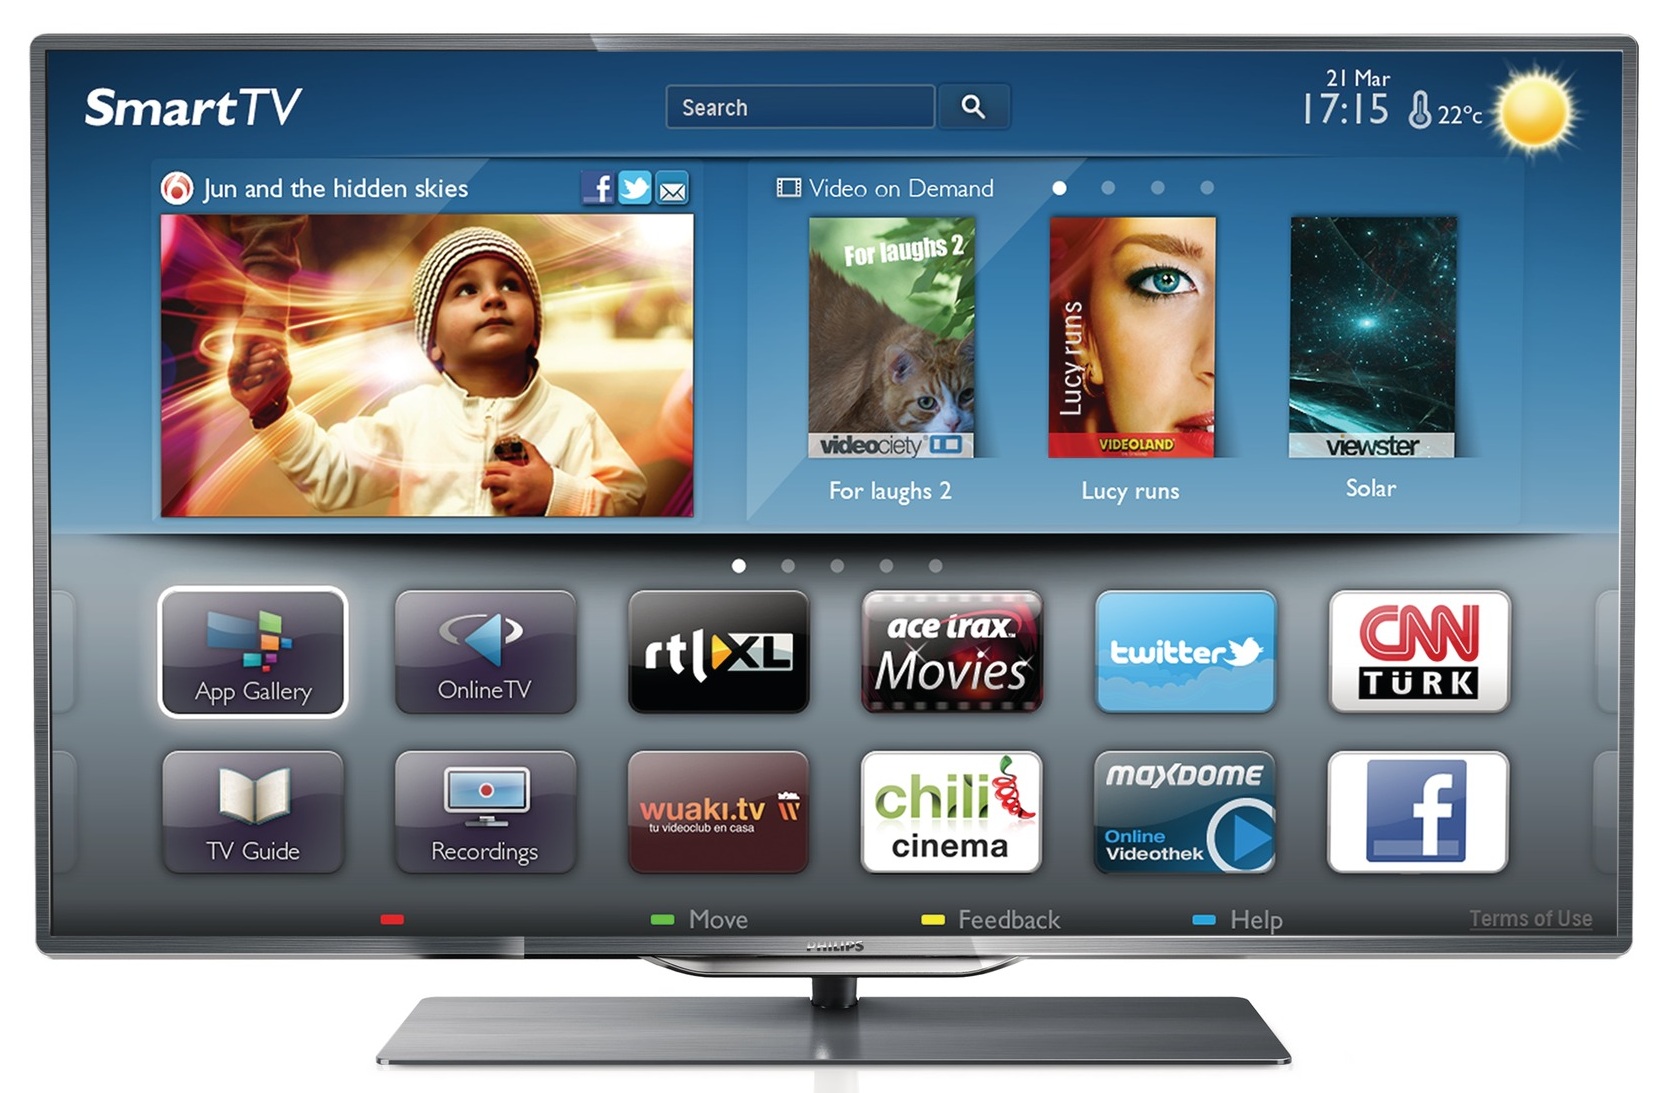 SmartTV
Search
21 Mar
17:15
22°c
6 Jun and the hidden skies
f
Video on Demand
For laughs 2
videociety
For laughs 2
Lucy runs
VIDEOLAND
Lucy runs
viewster
Solar
App Gallery
OnlineTV
rtl XL
ace trax
Movies
twitter
CNN
TÜRK
TV Guide
Recordings
wuaki.tv
tu videoclub en casa
chili
cinema
maxdome
Online
Videothek
f
Move
Feedback
Help
Terms of Use
PHILIPS